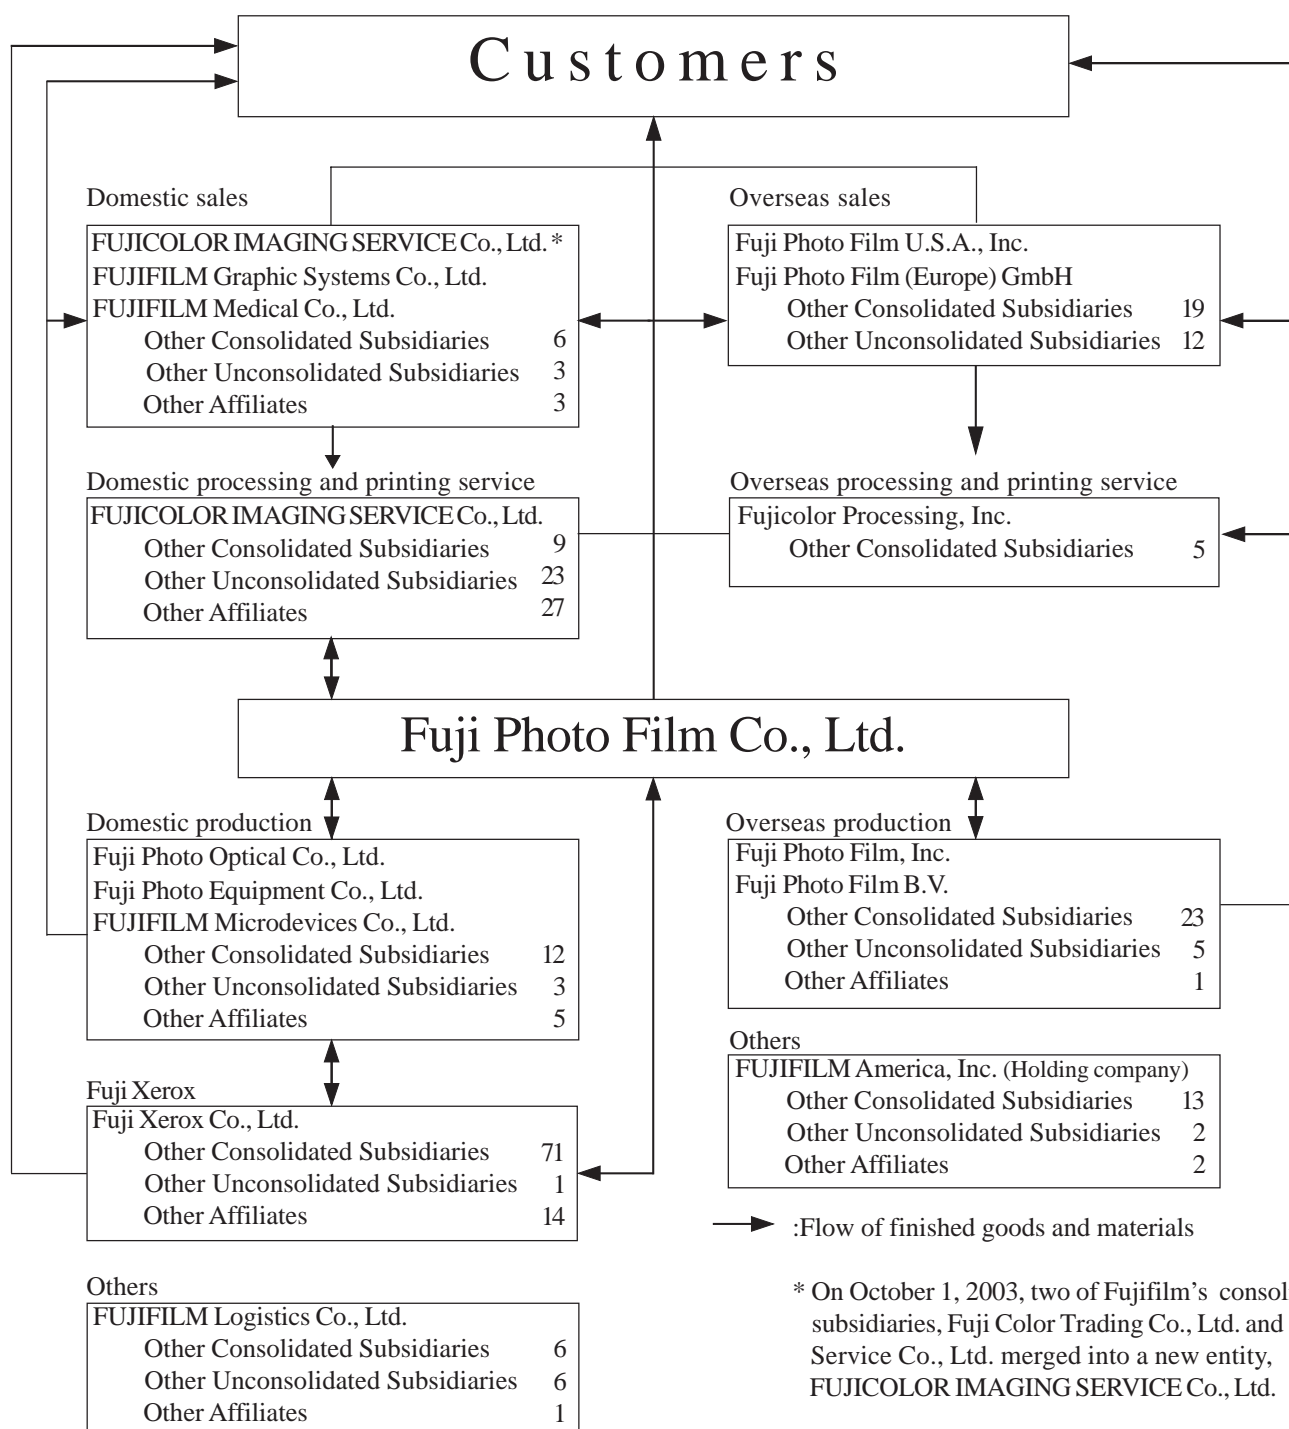 Customers
Domestic sales
FUJICOLOR IMAGING SERVICE Co., Ltd. *
FUJIFILM Graphic Systems Co., Ltd.
FUJIFILM Medical Co., Ltd.
Other Consolidated Subsidiaries 6
Other Unconsolidated Subsidiaries 3
Other Affiliates 3
Overseas sales
Fuji Photo Film U.S.A., Inc.
Fuji Photo Film (Europe) GmbH
Other Consolidated Subsidiaries 19
Other Unconsolidated Subsidiaries 12
Domestic processing and printing service
FUJICOLOR IMAGING SERVICE Co., Ltd.
Other Consolidated Subsidiaries 9
Other Unconsolidated Subsidiaries 23
Other Affiliates 27
Overseas processing and printing service
Fujicolor Processing, Inc.
Other Consolidated Subsidiaries 5
Fuji Photo Film Co., Ltd.
Domestic production
Fuji Photo Optical Co., Ltd.
Fuji Photo Equipment Co., Ltd.
FUJIFILM Microdevices Co., Ltd.
Other Consolidated Subsidiaries 12
Other Unconsolidated Subsidiaries 3
Other Affiliates 5
Overseas production
Fuji Photo Film, Inc.
Fuji Photo Film B.V.
Other Consolidated Subsidiaries 23
Other Unconsolidated Subsidiaries 5
Other Affiliates 1
Fuji Xerox
Fuji Xerox Co., Ltd.
Other Consolidated Subsidiaries 71
Other Unconsolidated Subsidiaries 1
Other Affiliates 14
Others
FUJIFILM America, Inc. (Holding company)
Other Consolidated Subsidiaries 13
Other Unconsolidated Subsidiaries 2
Other Affiliates 2
Others
FUJIFILM Logistics Co., Ltd.
Other Consolidated Subsidiaries 6
Other Unconsolidated Subsidiaries 6
Other Affiliates 1
:Flow of finished goods and materials
* On October 1, 2003, two of Fujifilm's consoli
subsidiaries, Fuji Color Trading Co., Ltd. and
Service Co., Ltd. merged into a new entity,
FUJICOLOR IMAGING SERVICE Co., Ltd.